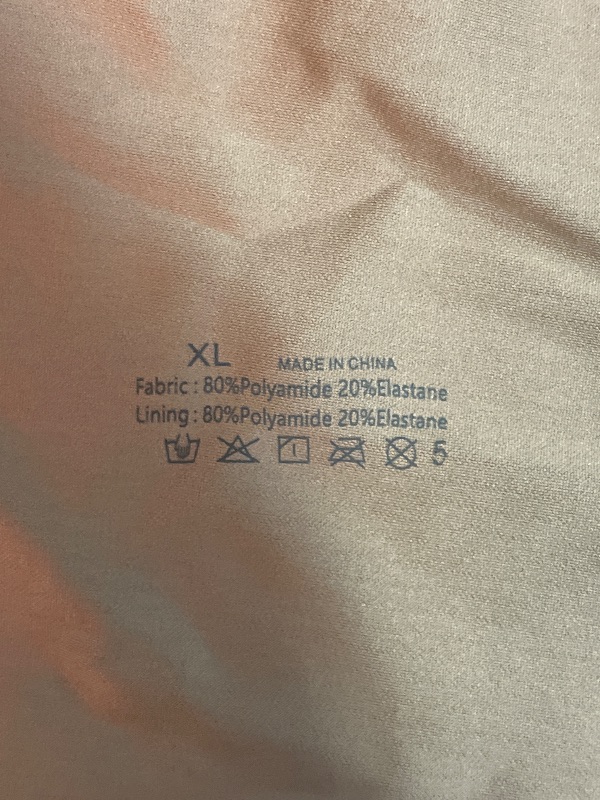 XL MADE IN CHINA
Fabric : 80%Polyamide 20%Elastane
Lining : 80%Polyamide 20%Elastane
5